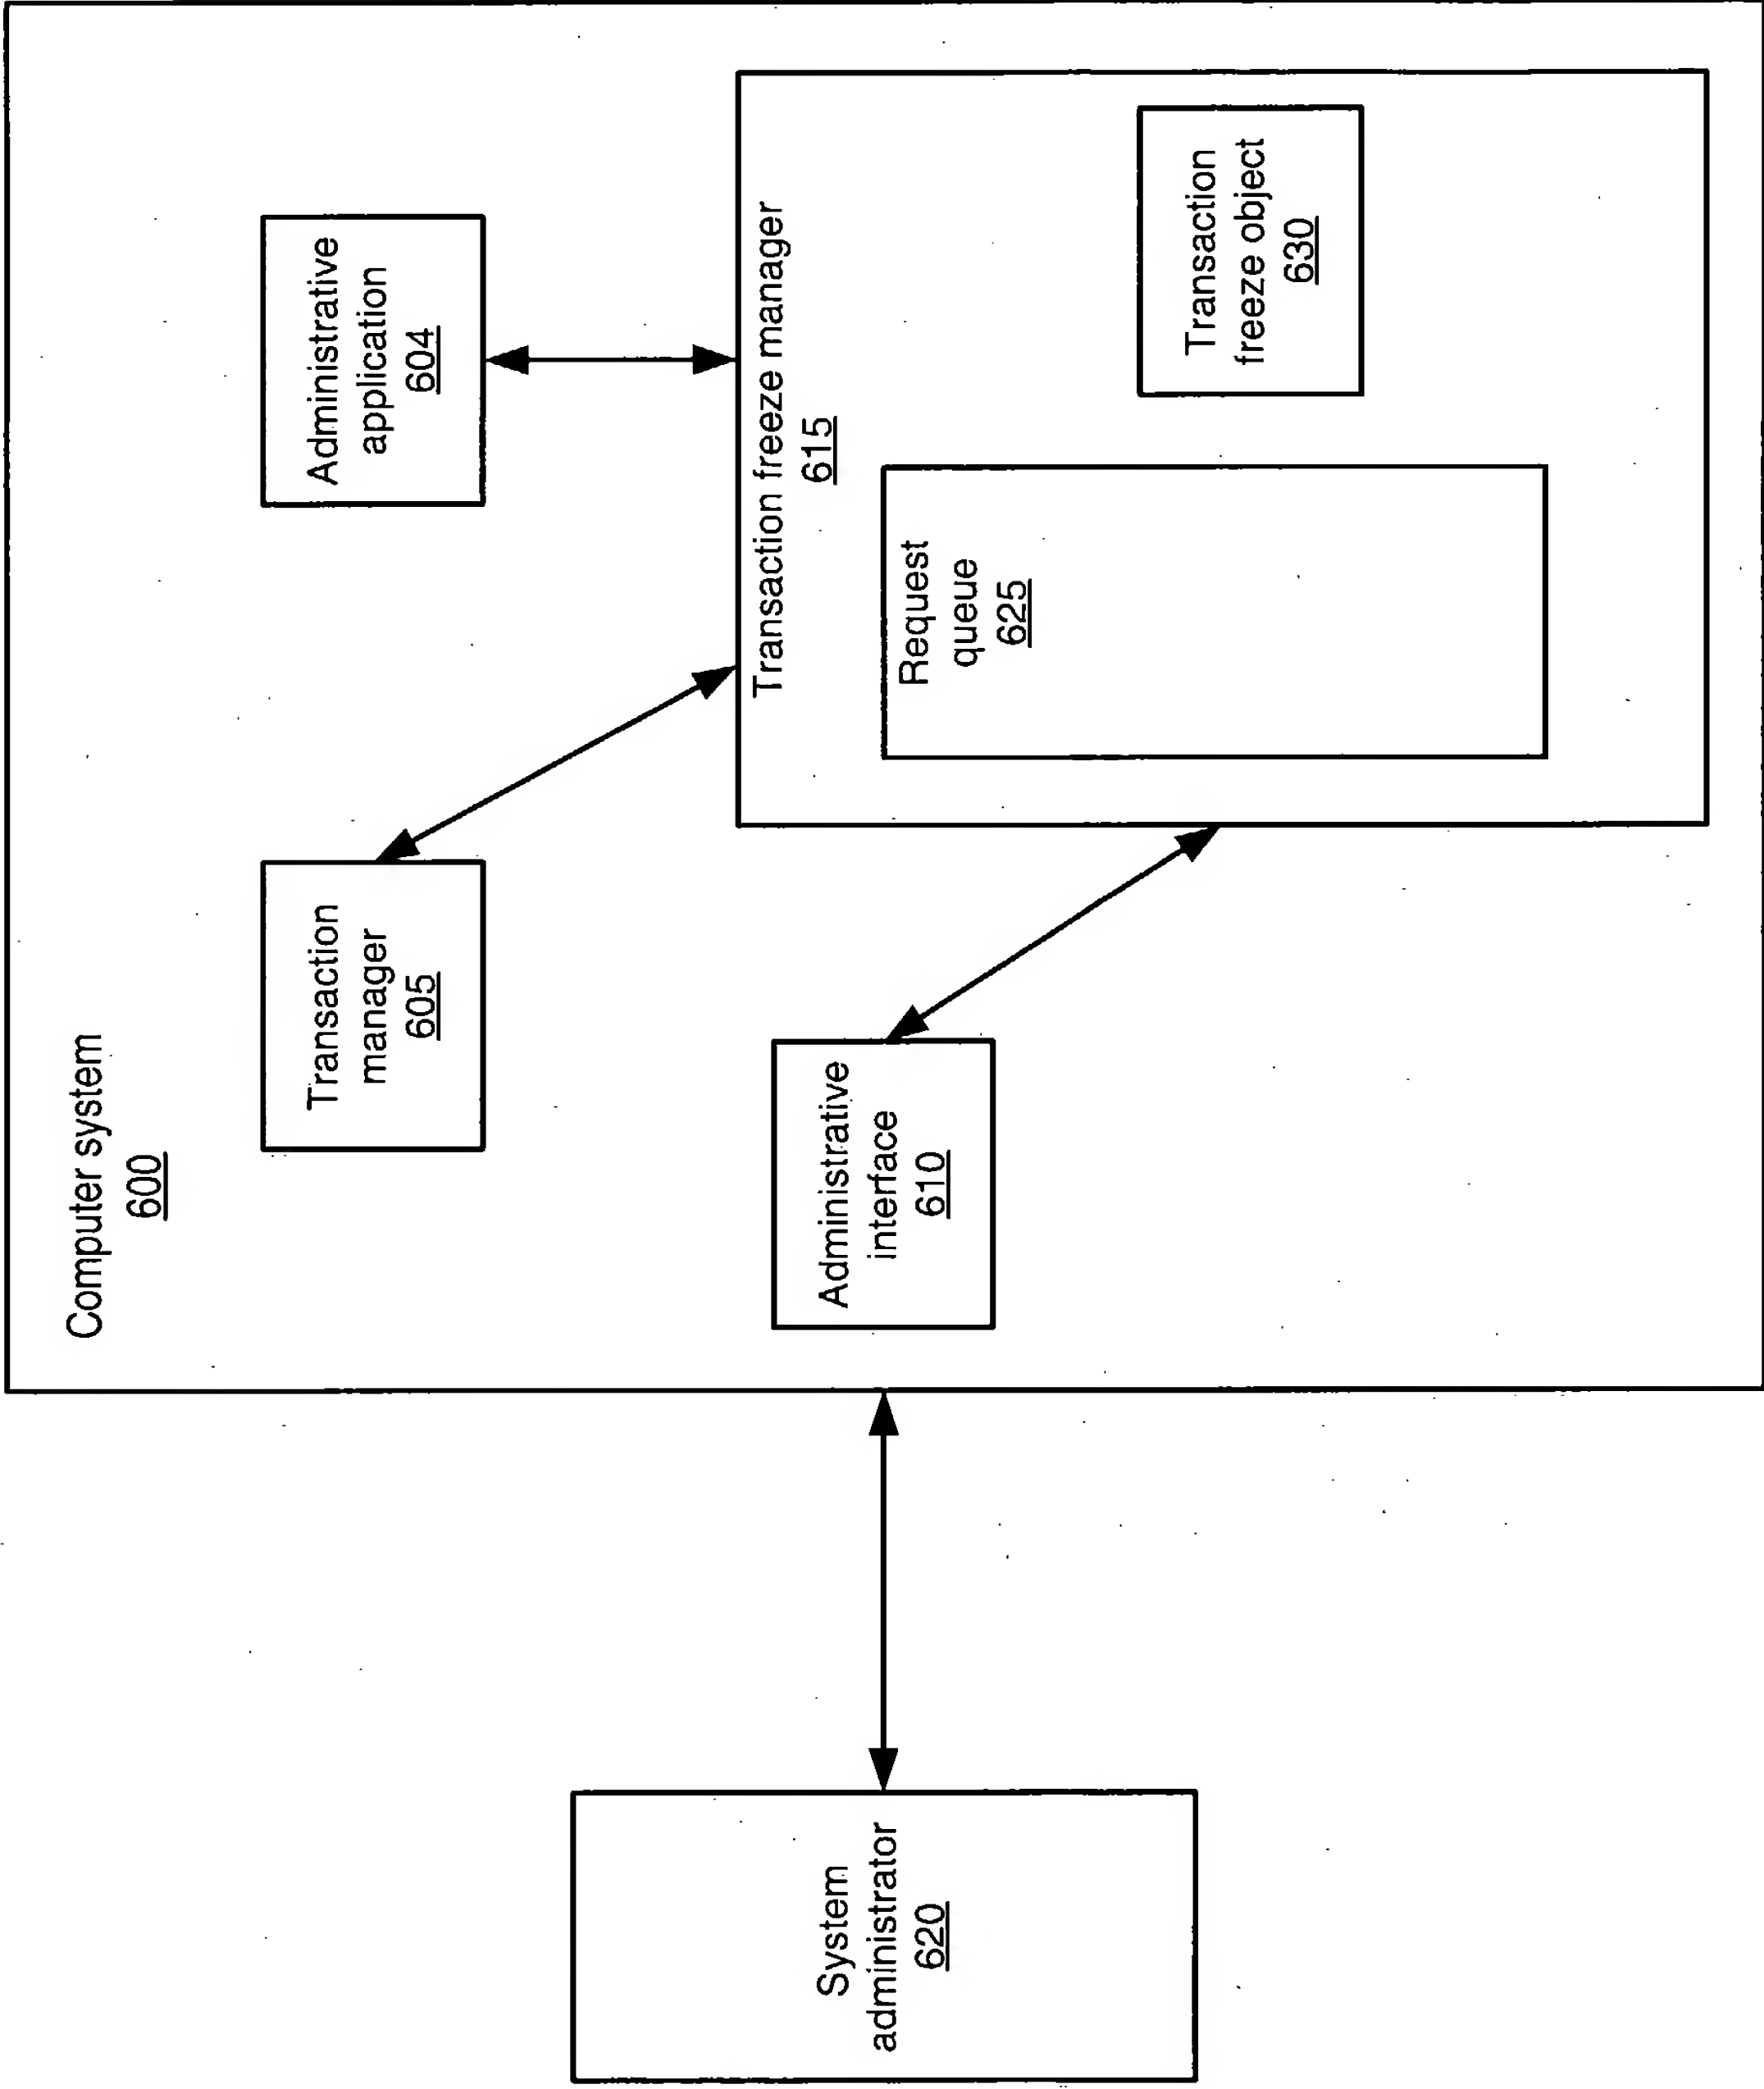 Computer system
600
Transaction
manager
605
Administrative
application
604
System
administrator
620
Administrative
interface
610
Transaction freeze manager
615
Request
queue
625
Transaction
freeze object
630